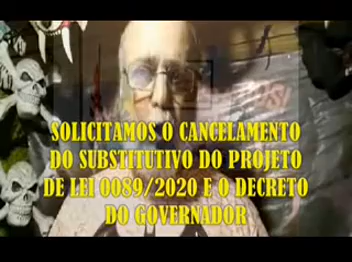 SOLICITAMOS O CANCELAMENTO
DO SUBSTITUTIVO DO PROJETO
DE LEI 0089/2020 E O DECRETO
DO GOVERNADOR